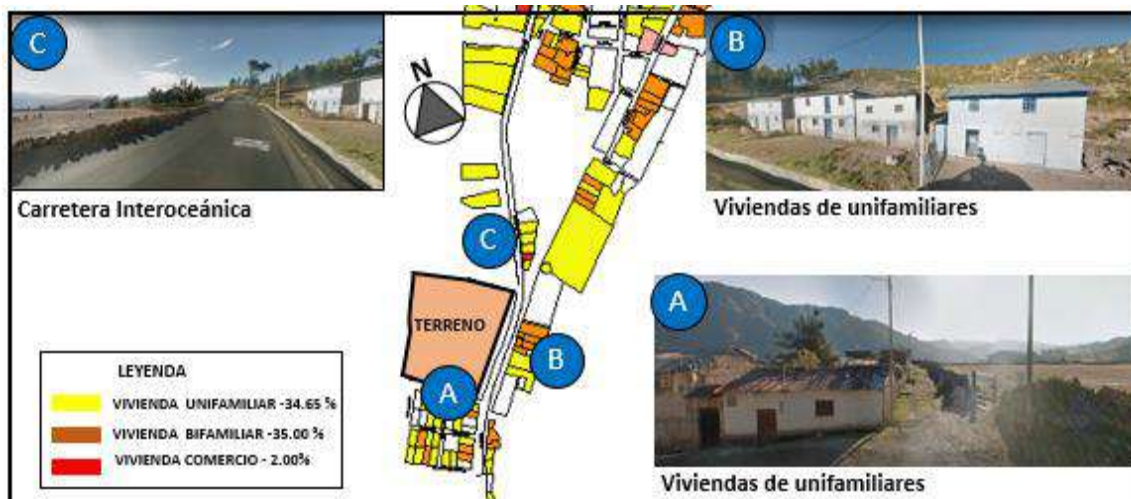 C
Carretera Interoceánica
N
B
Viviendas de unifamiliares
C
TERRENO
B
A
A
Viviendas de unifamiliares
LEYENDA
VIVIENDA UNIFAMILIAR -34.65 %
VIVIENDA BIFAMILIAR -35.00 %
VIVIENDA COMERCIO - 2.00%